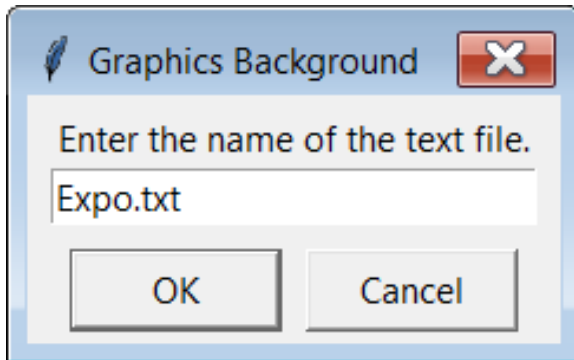 Graphics Background
Enter the name of the text file.
Expo.txt
OK Cancel